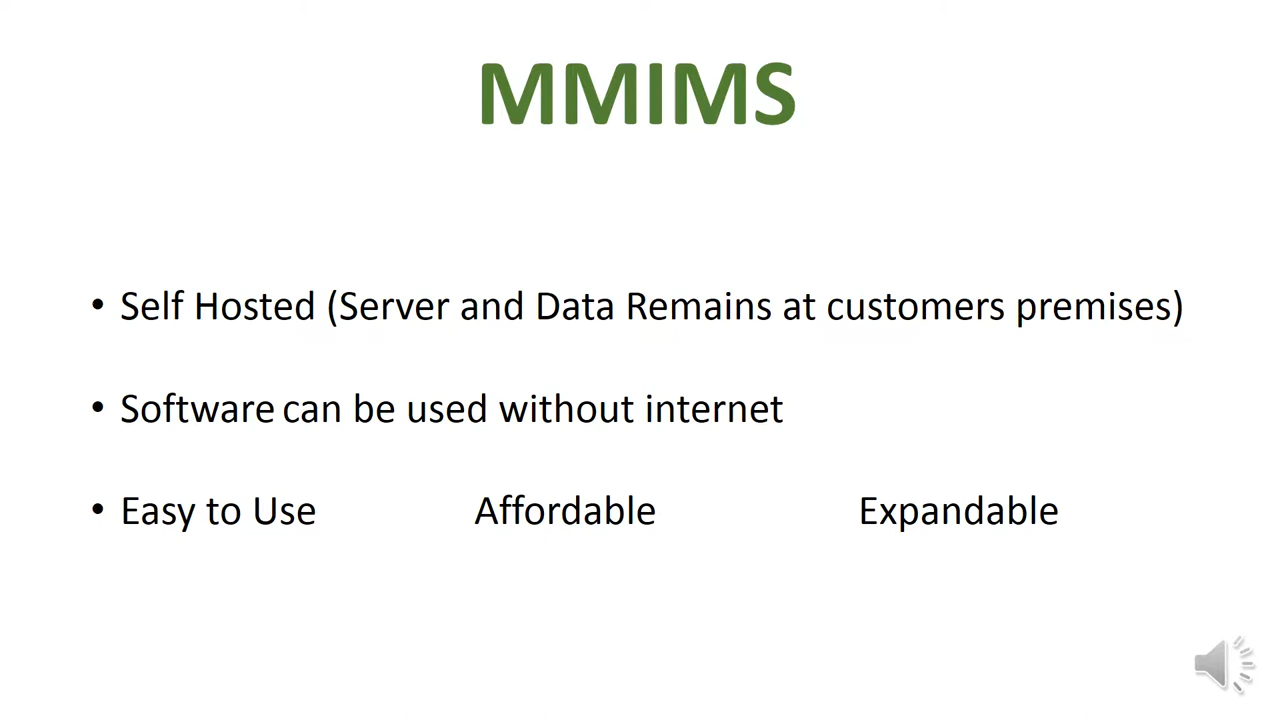 MMIMS
• Self Hosted (Server and Data Remains at customers premises)
• Software can be used without internet
• Easy to Use Affordable Expandable